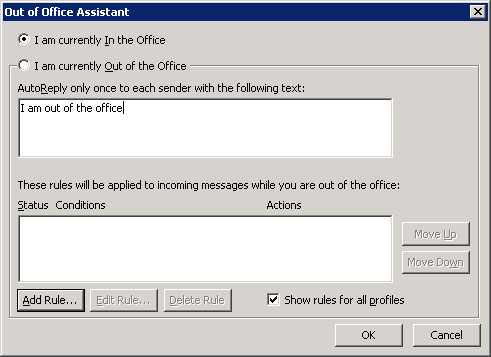 Out of Office Assistant
I am currently In the Office
I am currently Out of the Office
AutoReply only once to each sender with the following text:
I am out of the office
These rules will be applied to incoming messages while you are out of the office:
Status Conditions Actions
Move Up
Move Down
Add Rule... Edit Rule... Delete Rule Show rules for all profiles
OK Cancel